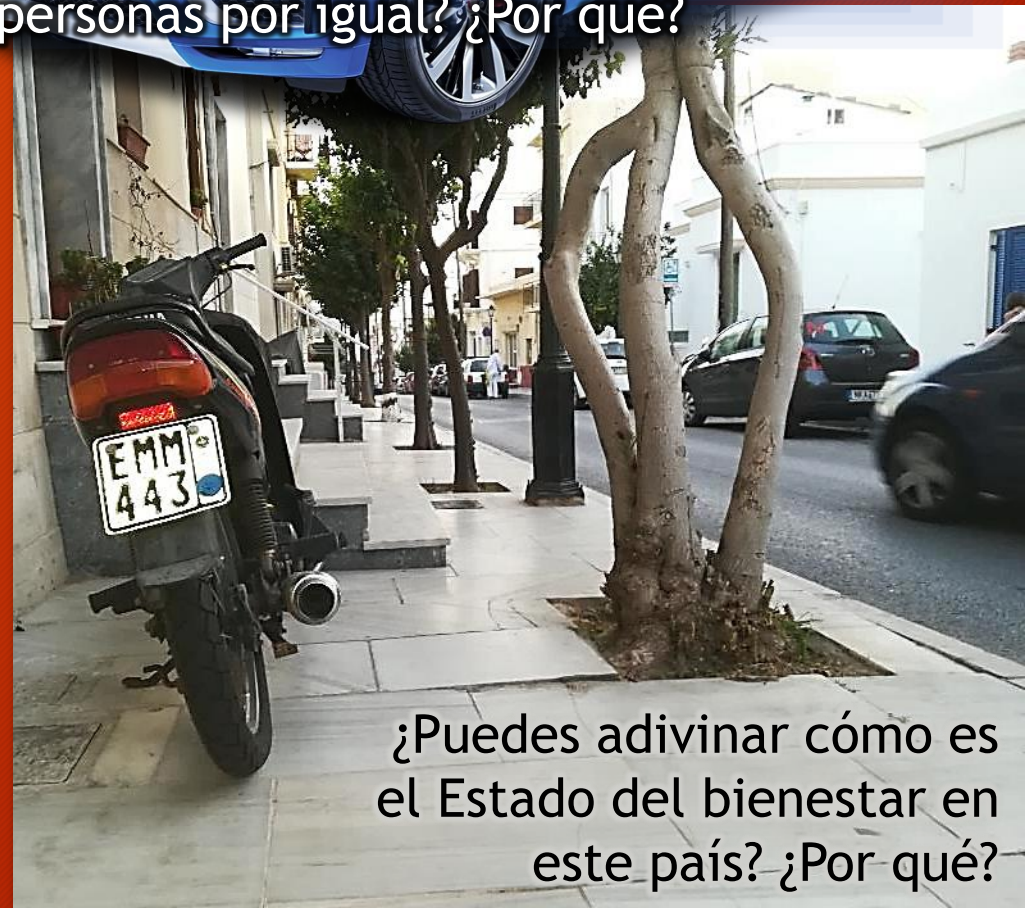 personas por igual? ¿Por qué?
EMM
443
¿Puedes adivinar cómo es
el Estado del bienestar en
este país? ¿Por qué?